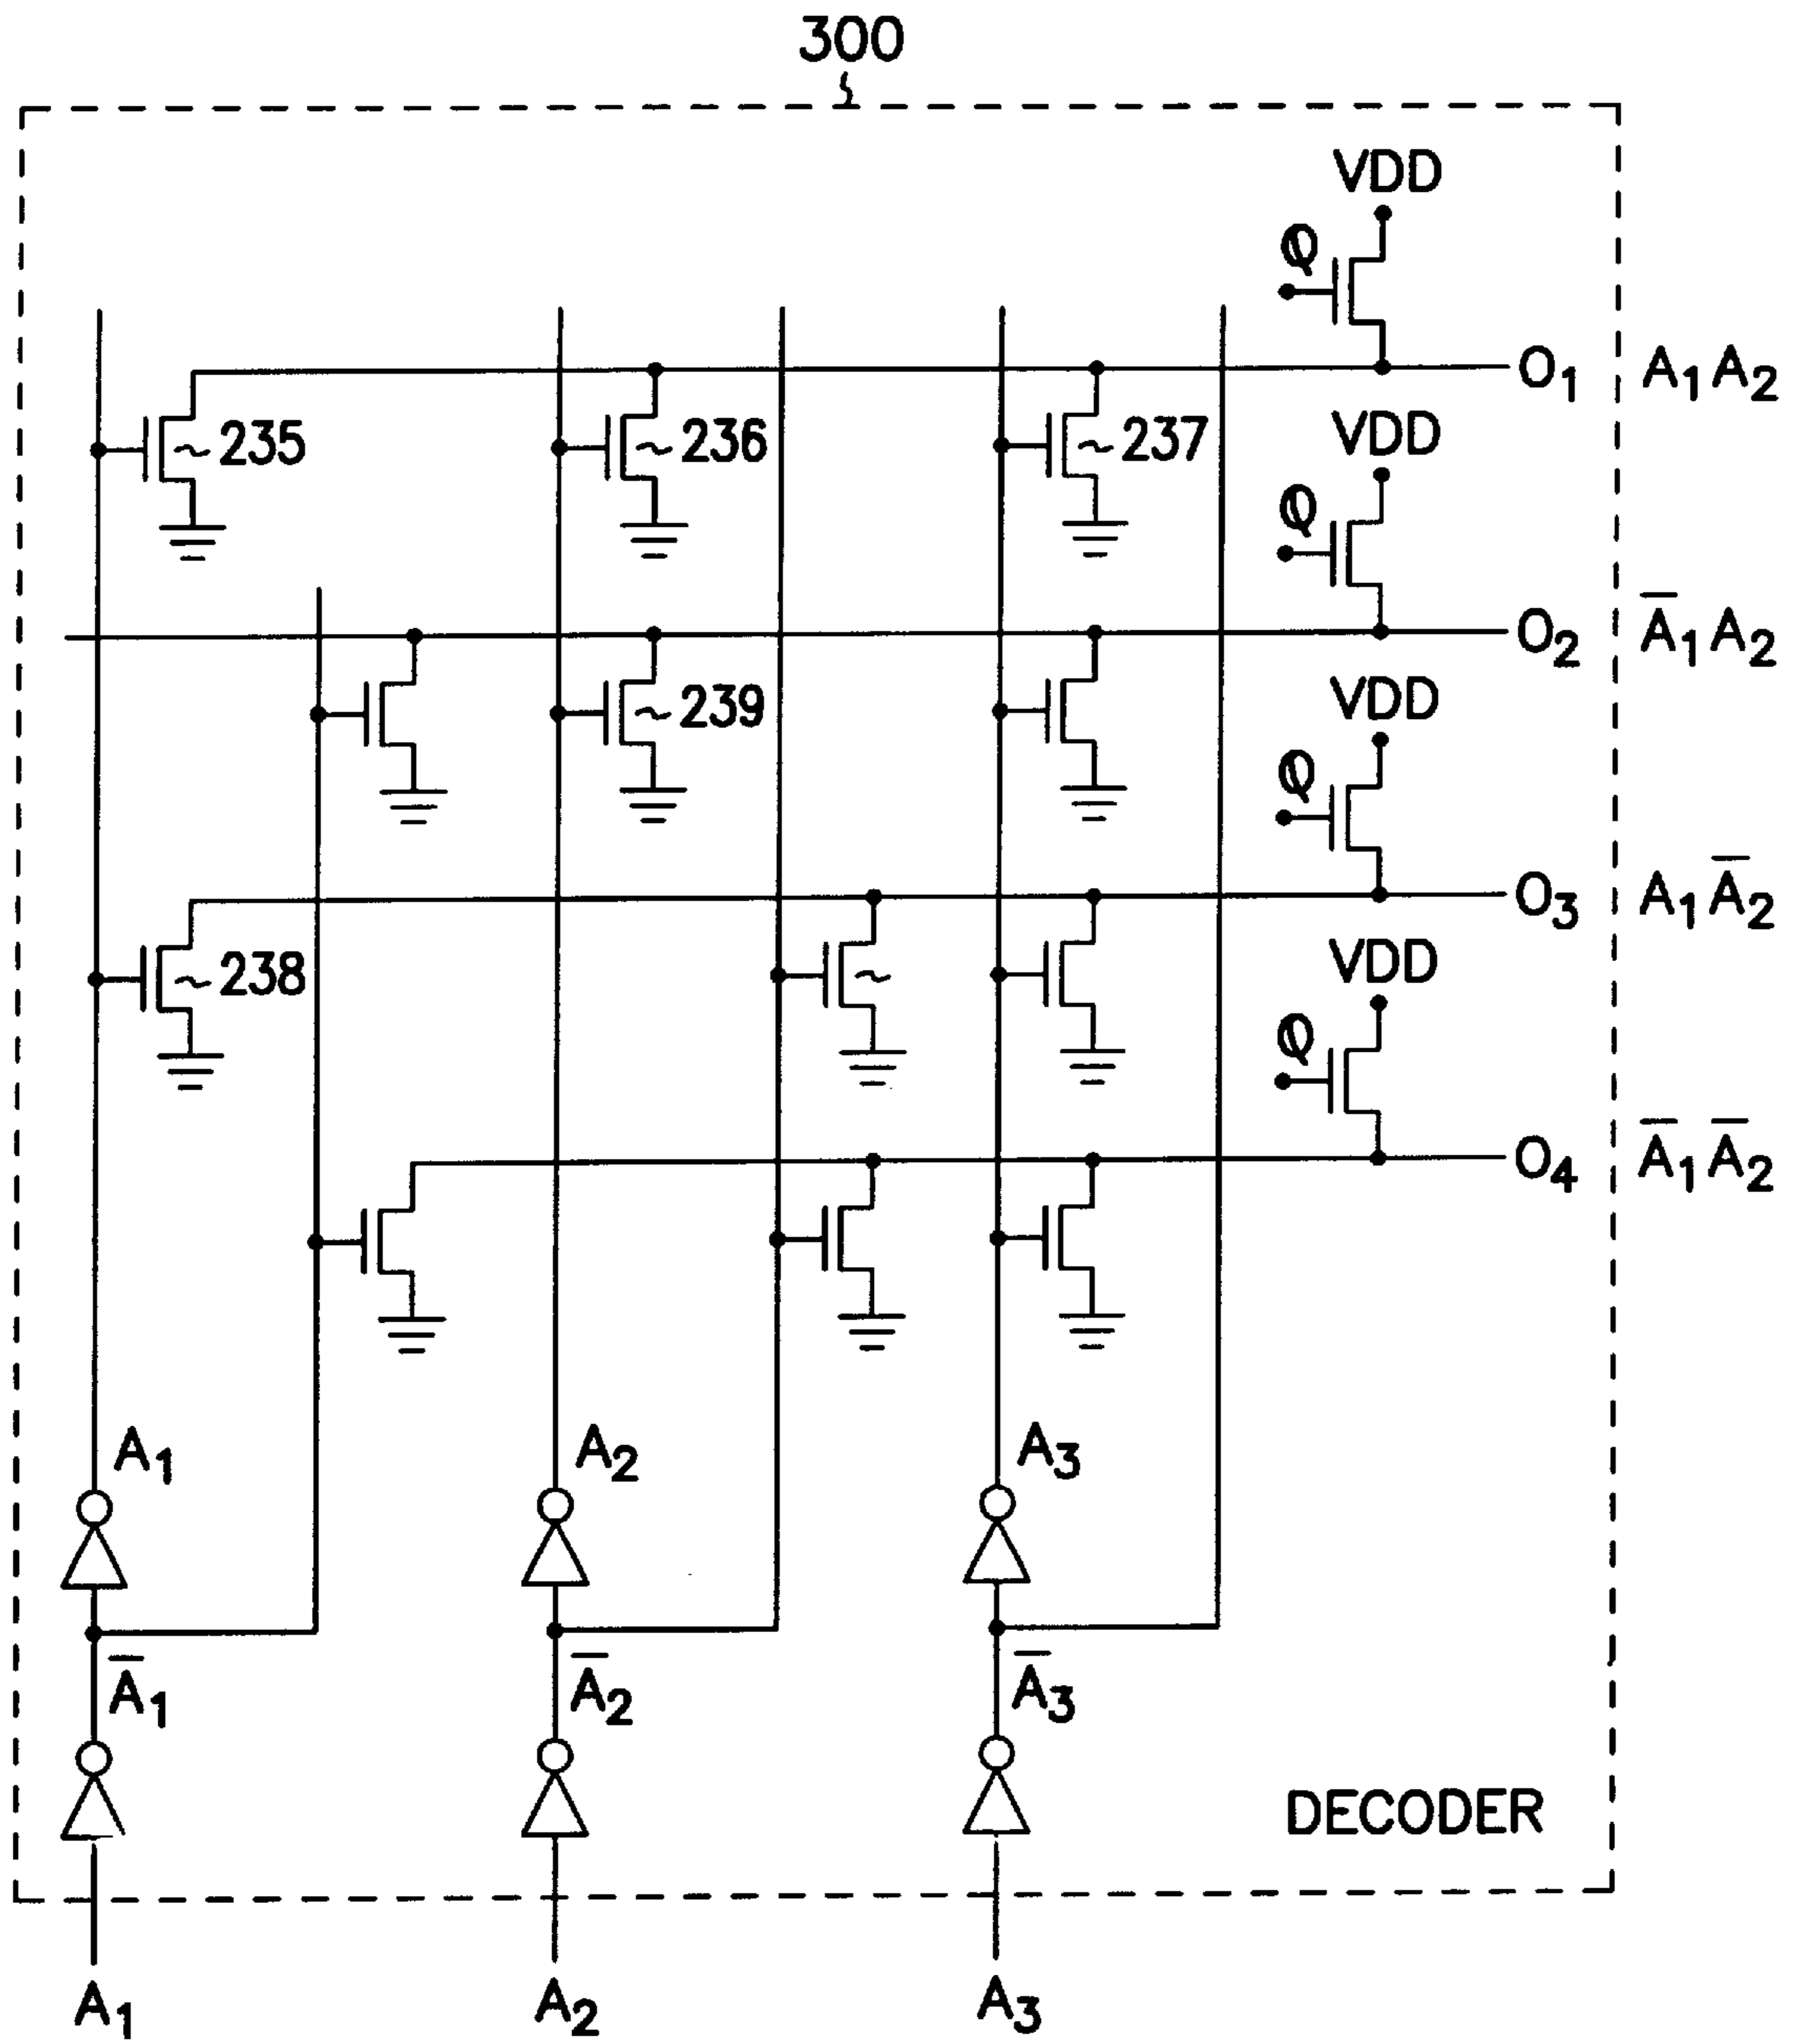 300
VDD
Φ
O₁ A₁A₂
235
236
237
VDD
Φ
O₂ A̅₁A₂
239
VDD
Φ
O₃ A₁A̅₂
238
VDD
Φ
O₄ A̅₁A̅₂
A₁ A₂ A₃
A̅₁ A̅₂ A̅₃
DECODER
A₁ A₂ A₃